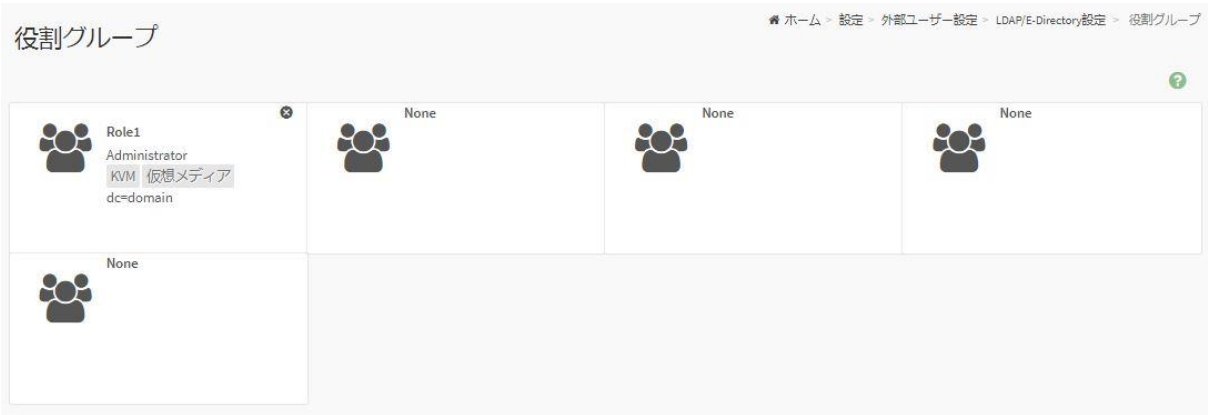 役割グループ
ホーム > 設定 > 外部ユーザー設定 > LDAP/E-Directory設定 > 役割グループ
?
Role1
Administrator
KVM 仮想メディア
dc=domain
None
None
None
None